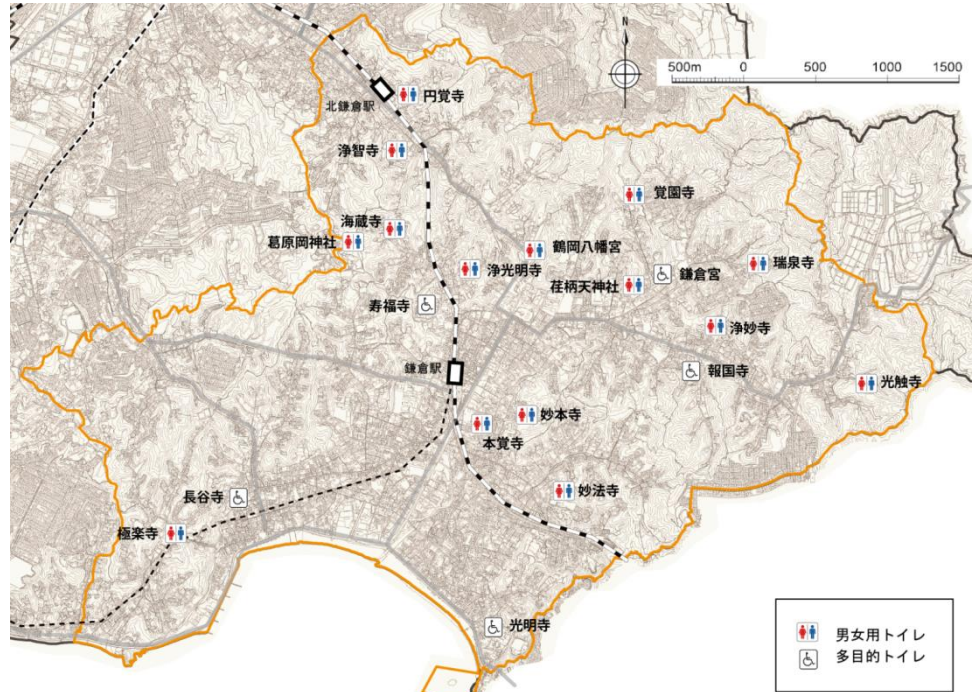 N
500m 0 500 1000 1500
北鎌倉駅
円覚寺
浄智寺
覚園寺
海蔵寺
葛原岡神社
鶴岡八幡宮
浄光明寺
瑞泉寺
鎌倉宮
荏柄天神社
寿福寺
浄妙寺
鎌倉駅
報国寺
光触寺
妙本寺
本覚寺
妙法寺
長谷寺
極楽寺
光明寺
男女用トイレ
多目的トイレ